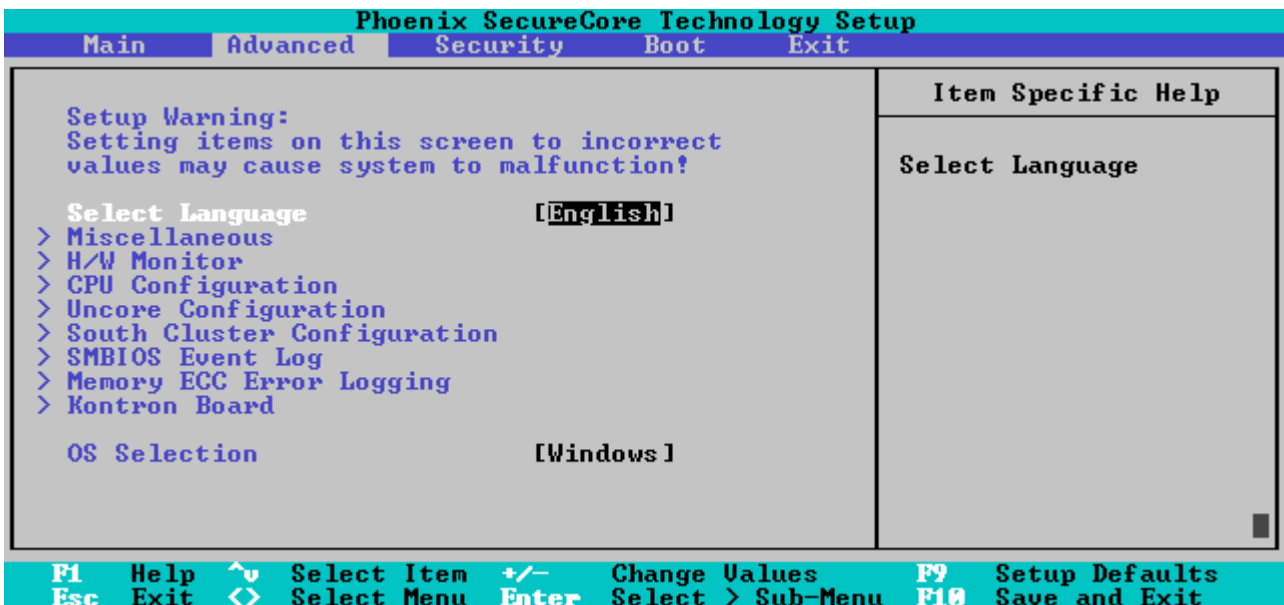 Phoenix SecureCore Technology Setup
Main Advanced Security Boot Exit
Item Specific Help
Setup Warning:
Setting items on this screen to incorrect
values may cause system to malfunction!
Select Language
Select Language [English]
> Miscellaneous
> H/W Monitor
> CPU Configuration
> Uncore Configuration
> South Cluster Configuration
> SMBIOS Event Log
> Memory ECC Error Logging
> Kontron Board
OS Selection [Windows]
F1 Help ^v Select Item +/- Change Values F9 Setup Defaults
Esc Exit <> Select Menu Enter Select > Sub-Menu F10 Save and Exit